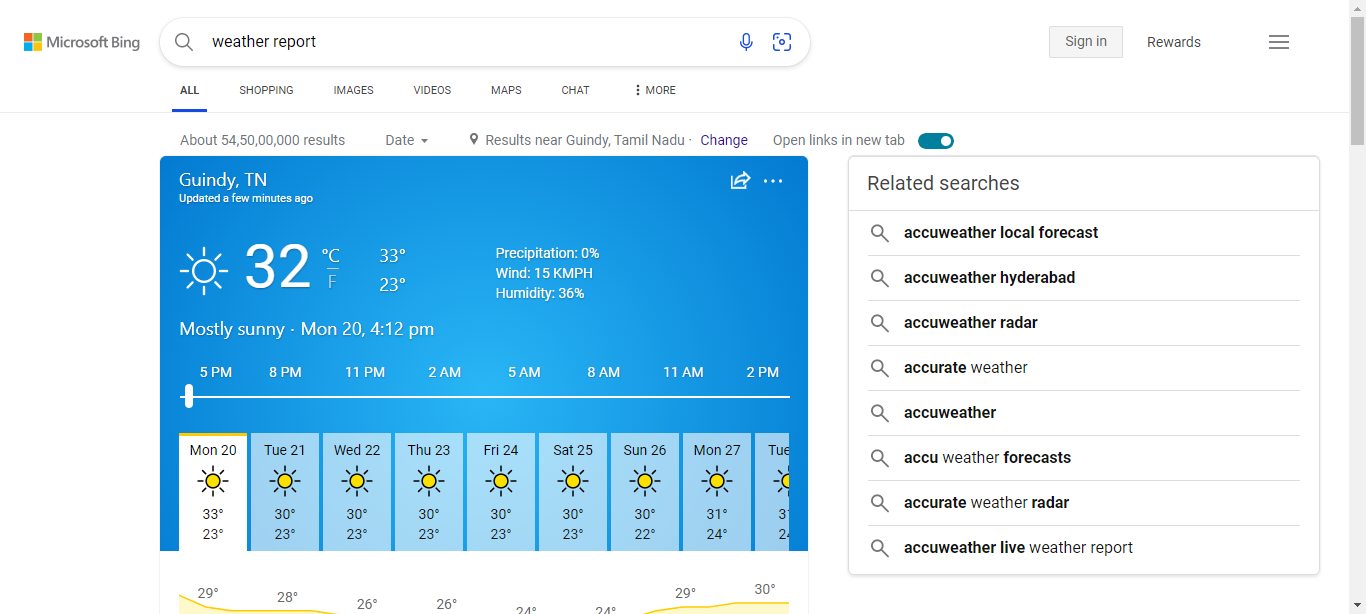 Microsoft Bing
weather report
Sign in
Rewards
ALL SHOPPING IMAGES VIDEOS MAPS CHAT MORE
About 54,50,00,000 results Date Results near Guindy, Tamil Nadu · Change Open links in new tab
Guindy, TN
Updated a few minutes ago
32 °C F 33° 23°
Precipitation: 0%
Wind: 15 KMPH
Humidity: 36%
Mostly sunny · Mon 20, 4:12 pm
5 PM 8 PM 11 PM 2 AM 5 AM 8 AM 11 AM 2 PM
Mon 20 Tue 21 Wed 22 Thu 23 Fri 24 Sat 25 Sun 26 Mon 27 Tue
33° 30° 30° 30° 30° 30° 30° 31°
23° 23° 23° 23° 23° 23° 22° 24°
29° 28° 26° 26° 24° 24° 29° 30°
Related searches
accuweather local forecast
accuweather hyderabad
accuweather radar
accurate weather
accuweather
accu weather forecasts
accurate weather radar
accuweather live weather report